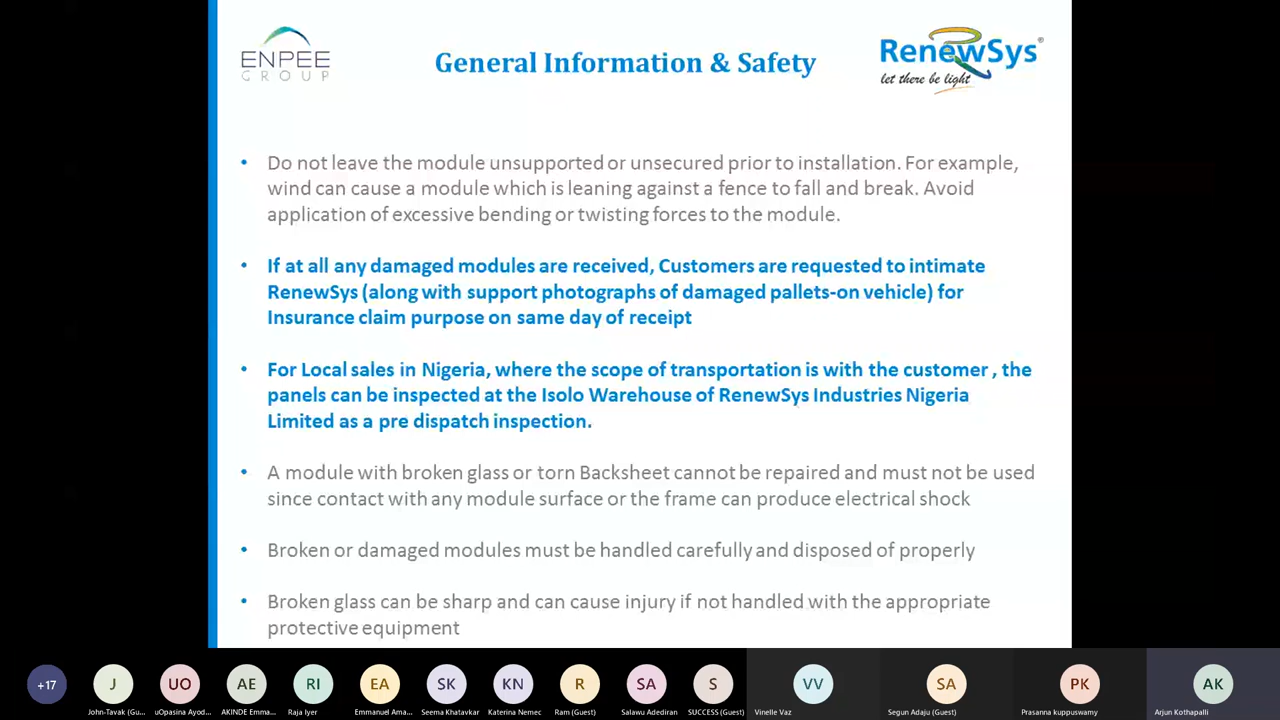 ENPEE
GROUP
General Information & Safety
RenewSys®
let there be light
• Do not leave the module unsupported or unsecured prior to installation. For example,
wind can cause a module which is leaning against a fence to fall and break. Avoid
application of excessive bending or twisting forces to the module.
• If at all any damaged modules are received, Customers are requested to intimate
RenewSys (along with support photographs of damaged pallets-on vehicle) for
Insurance claim purpose on same day of receipt
• For Local sales in Nigeria, where the scope of transportation is with the customer , the
panels can be inspected at the Isolo Warehouse of RenewSys Industries Nigeria
Limited as a pre dispatch inspection.
• A module with broken glass or torn Backsheet cannot be repaired and must not be used
since contact with any module surface or the frame can produce electrical shock
• Broken or damaged modules must be handled carefully and disposed of properly
• Broken glass can be sharp and can cause injury if not handled with the appropriate
protective equipment
+17 J UO AE RI EA SK KN R SA S VV SA PK AK
John-Tavak (Gu... uOpasina Ayod... AKINDE Emma... Raja Iyer Emmanuel Ama... Seema Khatavkar Katerina Nemec Ram (Guest) Salawu Adediran SUCCESS (Guest) Vinelle Vaz Segun Adaju (Guest) Prasanna kuppuswamy Arjun Kothapalli